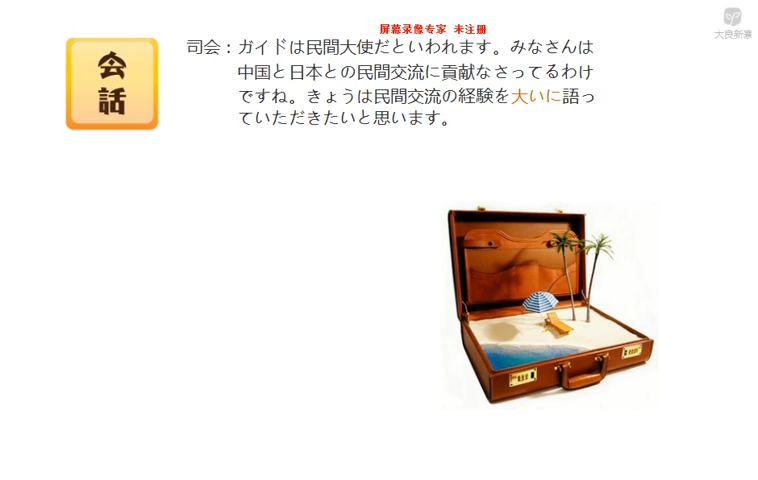 屏幕录像专家 未注册
大良新素
会
話
司会：ガイドは民間大使だといわれます。みなさんは
中国と日本との民間交流に貢献なさってるわけ
ですね。きょうは民間交流の経験を大いに語っ
ていただきたいと思います。